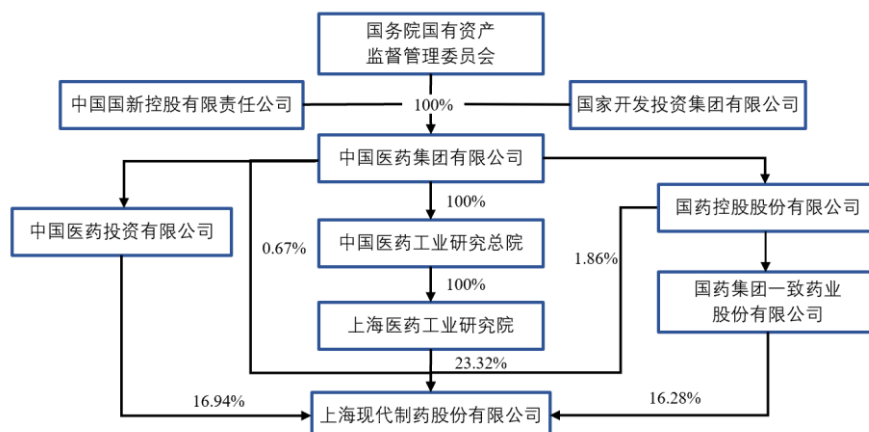 国务院国有资产
监督管理委员会
中国国新控股有限责任公司
100%
国家开发投资集团有限公司
中国医药集团有限公司
100%
中国医药投资有限公司
国药控股股份有限公司
0.67%
中国医药工业研究总院
1.86%
100%
国药集团一致药业
股份有限公司
上海医药工业研究院
23.32%
16.94%
16.28%
上海现代制药股份有限公司